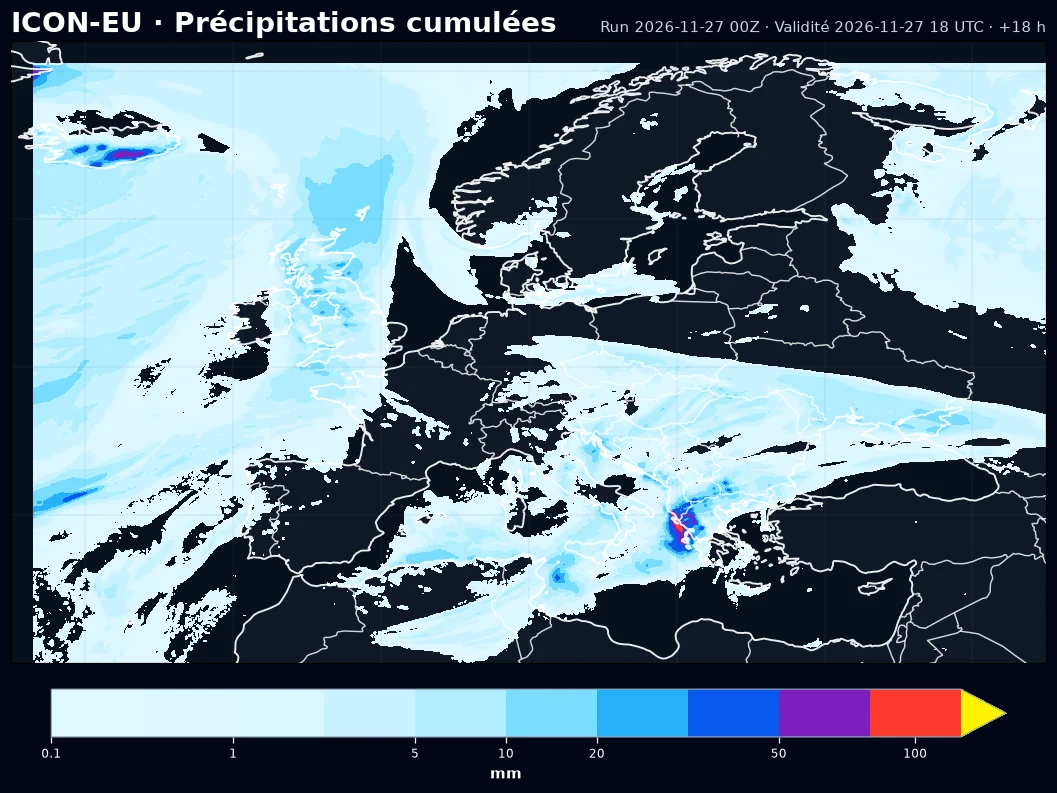 ICON-EU · Précipitations cumulées
Run 2026-11-27 00Z · Validité 2026-11-27 18 UTC · +18 h
0.1 1 5 10 20 50 100
mm